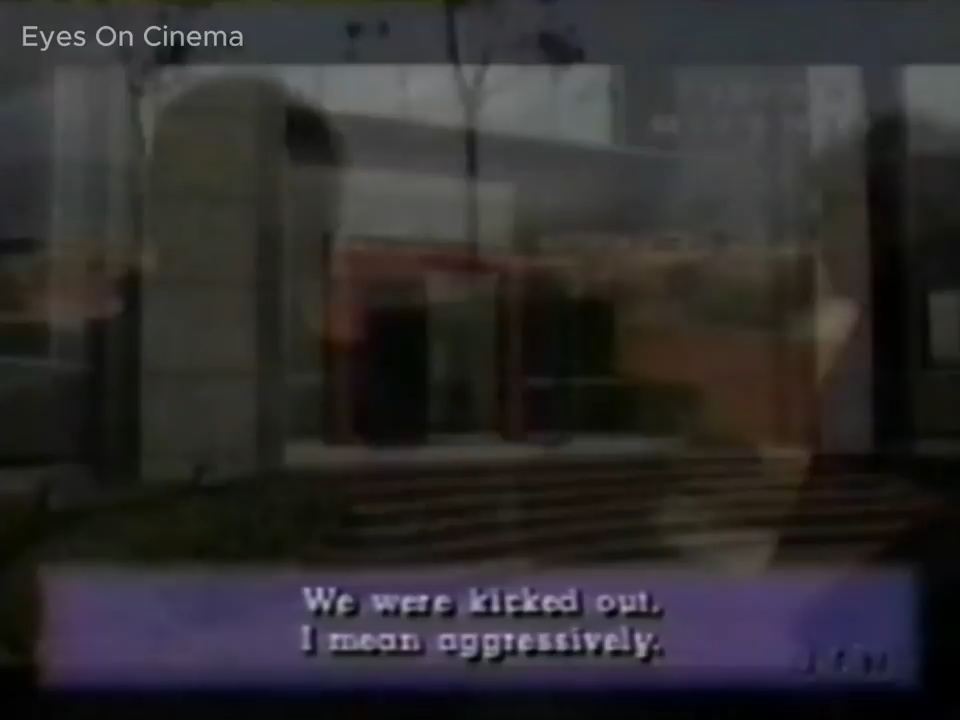 Eyes On Cinema
We were kicked out.
I mean aggressively.